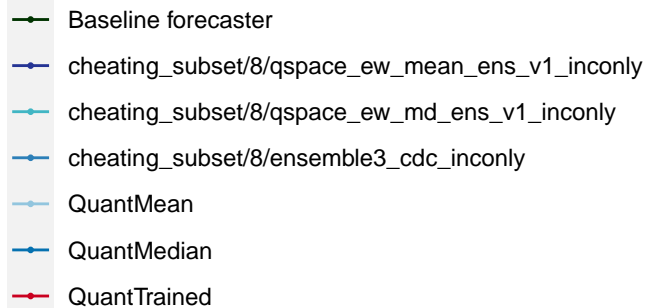 Baseline forecaster
cheating_subset/8/qspace_ew_mean_ens_v1_inconly
cheating_subset/8/qspace_ew_md_ens_v1_inconly
cheating_subset/8/ensemble3_cdc_inconly
QuantMean
QuantMedian
QuantTrained